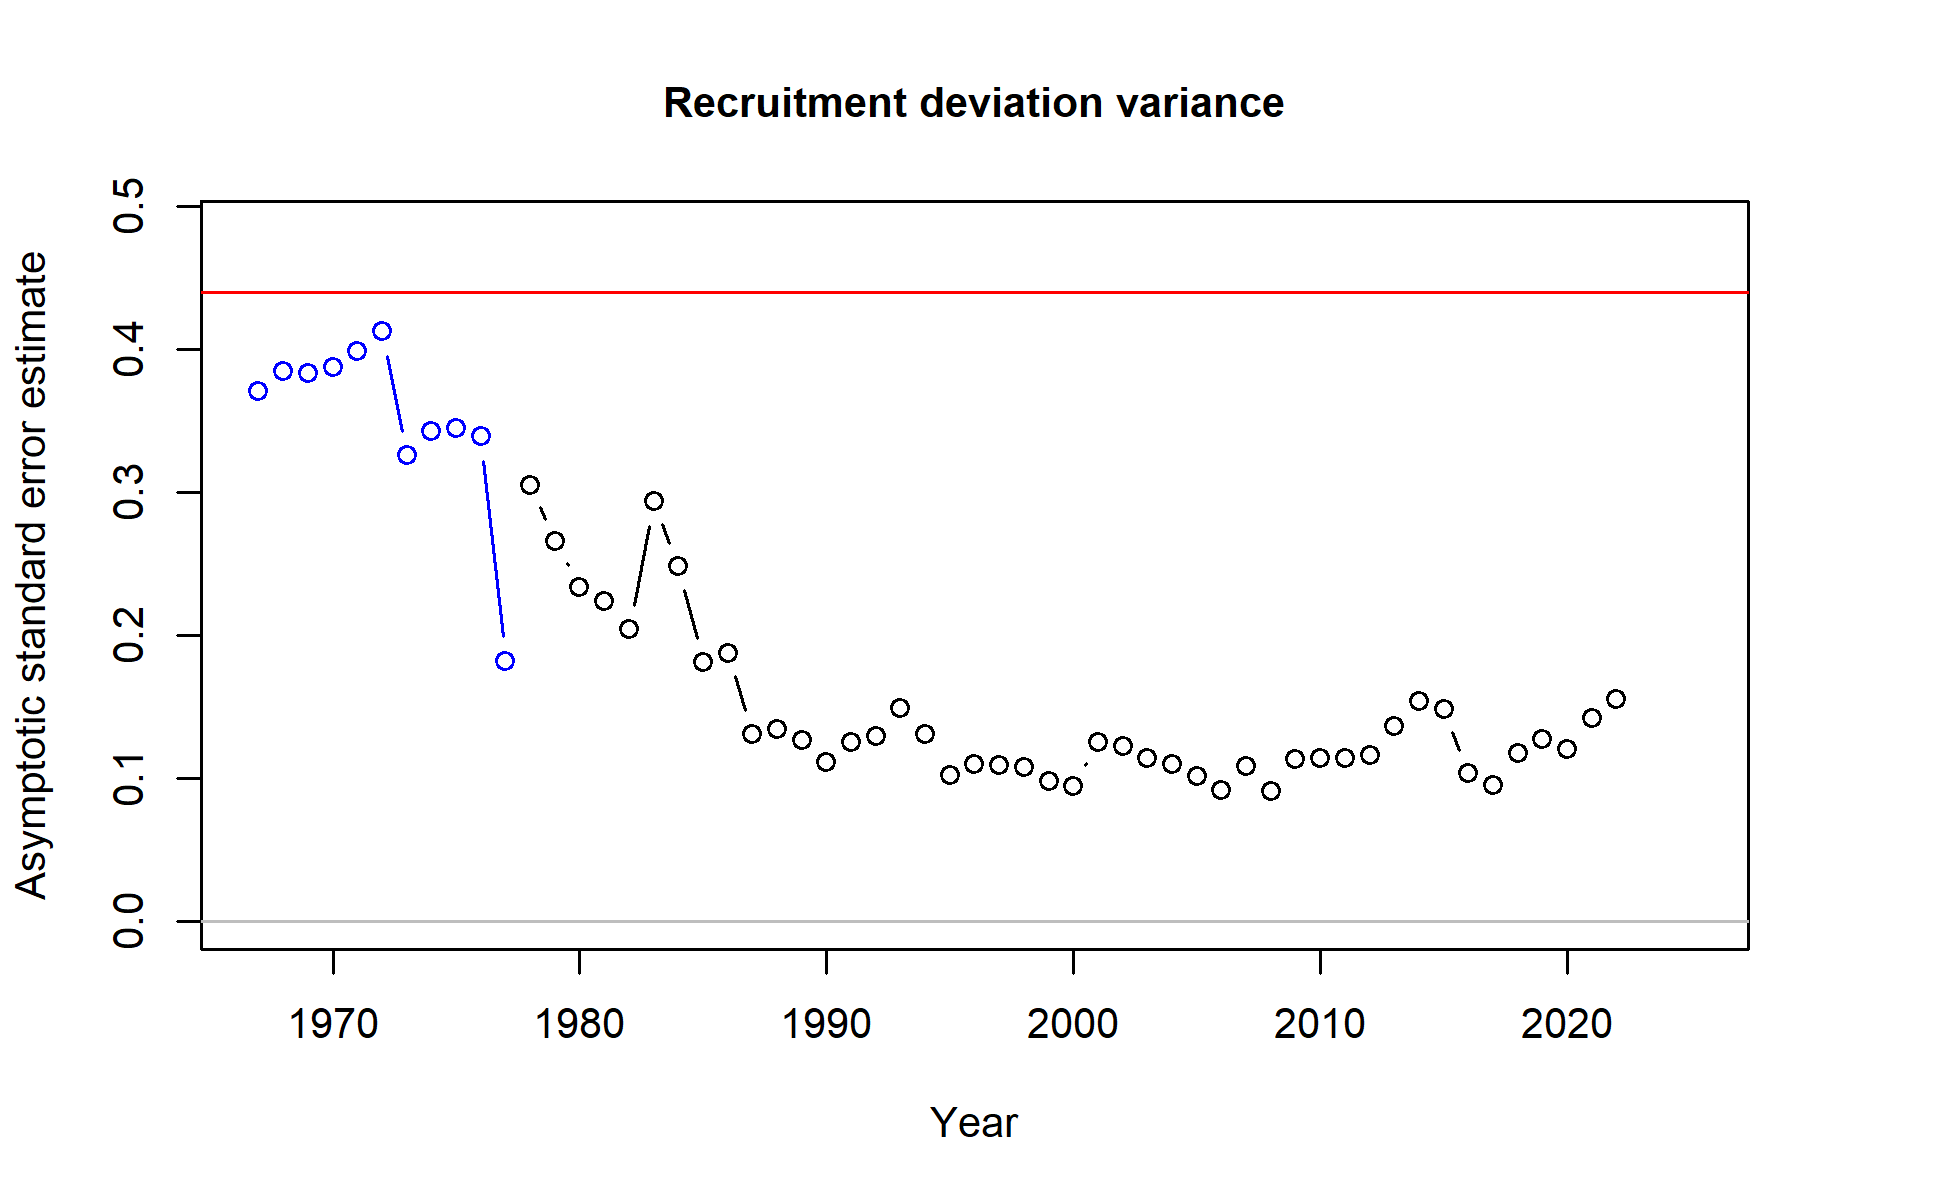 Recruitment deviation variance
Asymptotic standard error estimate
0.5
0.4
0.3
0.2
0.1
0.0
1970 1980 1990 2000 2010 2020
Year